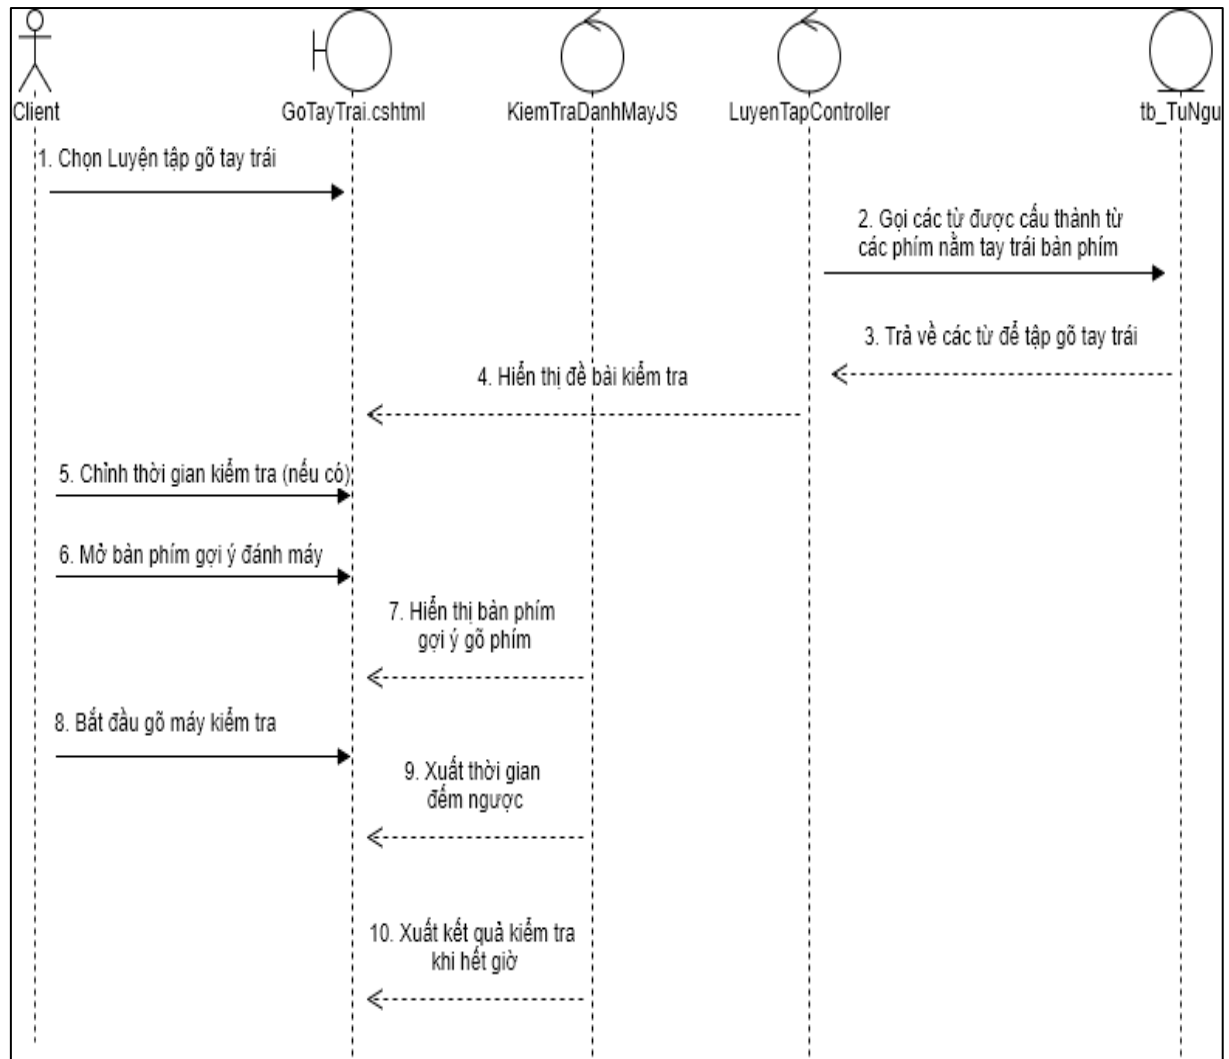 Client
GoTayTrai.cshtml
KiemTraDanhMayJS
LuyenTapController
tb_TuNgu
1. Chọn Luyện tập gõ tay trái
2. Gọi các từ được cấu thành từ
các phím nằm tay trái bàn phím
3. Trả về các từ để tập gõ tay trái
4. Hiển thị đề bài kiểm tra
5. Chỉnh thời gian kiểm tra (nếu có)
6. Mở bàn phím gợi ý đánh máy
7. Hiển thị bàn phím
gợi ý gõ phím
8. Bắt đầu gõ máy kiểm tra
9. Xuất thời gian
đếm ngược
10. Xuất kết quả kiểm tra
khi hết giờ